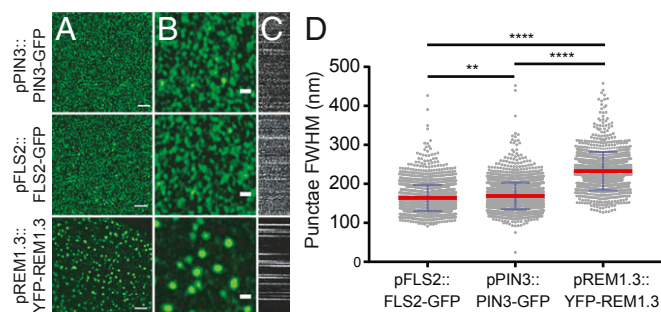 A
B
C
D
pPIN3::
PIN3-GFP
pFLS2::
FLS2-GFP
pREM1.3::
YFP-REM1.3
Punctae FWHM (nm)
500
400
300
200
100
0
****
**
****
pFLS2::
FLS2-GFP
pPIN3::
PIN3-GFP
pREM1.3::
YFP-REM1.3